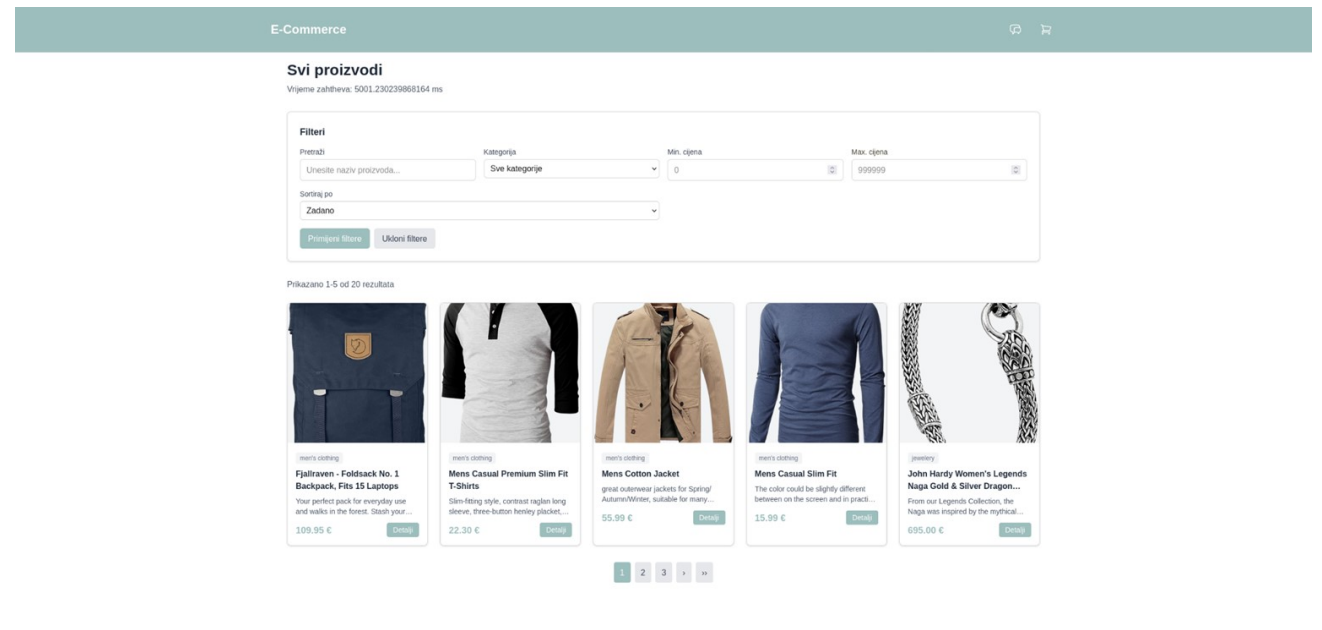 E-Commerce
Svi proizvodi
Vrijeme zahtheva: 5001.230239868164 ms
Filteri
Pretraži
Kategorija
Min. cijena
Max. cijena
Unesite naziv proizvoda...
Sve kategorije
0
999999
Sortiraj po
Zadano
Primijeni filtere
Ukloni filtere
Prikazano 1-5 od 20 rezultata
men's clothing
Fjallraven - Foldsack No. 1
Backpack, Fits 15 Laptops
Your perfect pack for everyday use
and walks in the forest. Stash your...
109.95 €
Detalji
men's clothing
Mens Casual Premium Slim Fit
T-Shirts
Slim-fitting style, contrast raglan long
sleeve, three-button henley placket,...
22.30 €
Detalji
men's clothing
Mens Cotton Jacket
great outerwear jackets for Spring/
Autumn/Winter, suitable for many...
55.99 €
Detalji
men's clothing
Mens Casual Slim Fit
The color could be slightly different
between on the screen and in practi...
15.99 €
Detalji
jewelery
John Hardy Women's Legends
Naga Gold & Silver Dragon...
From our Legends Collection, the
Naga was inspired by the mythical...
695.00 €
Detalji
1 2 3 › ››